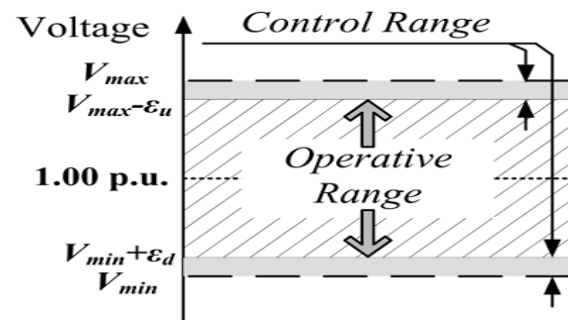 Voltage
Control Range
Vmax
Vmax-εu
Operative
1.00 p.u.
Range
Vmin+εd
Vmin